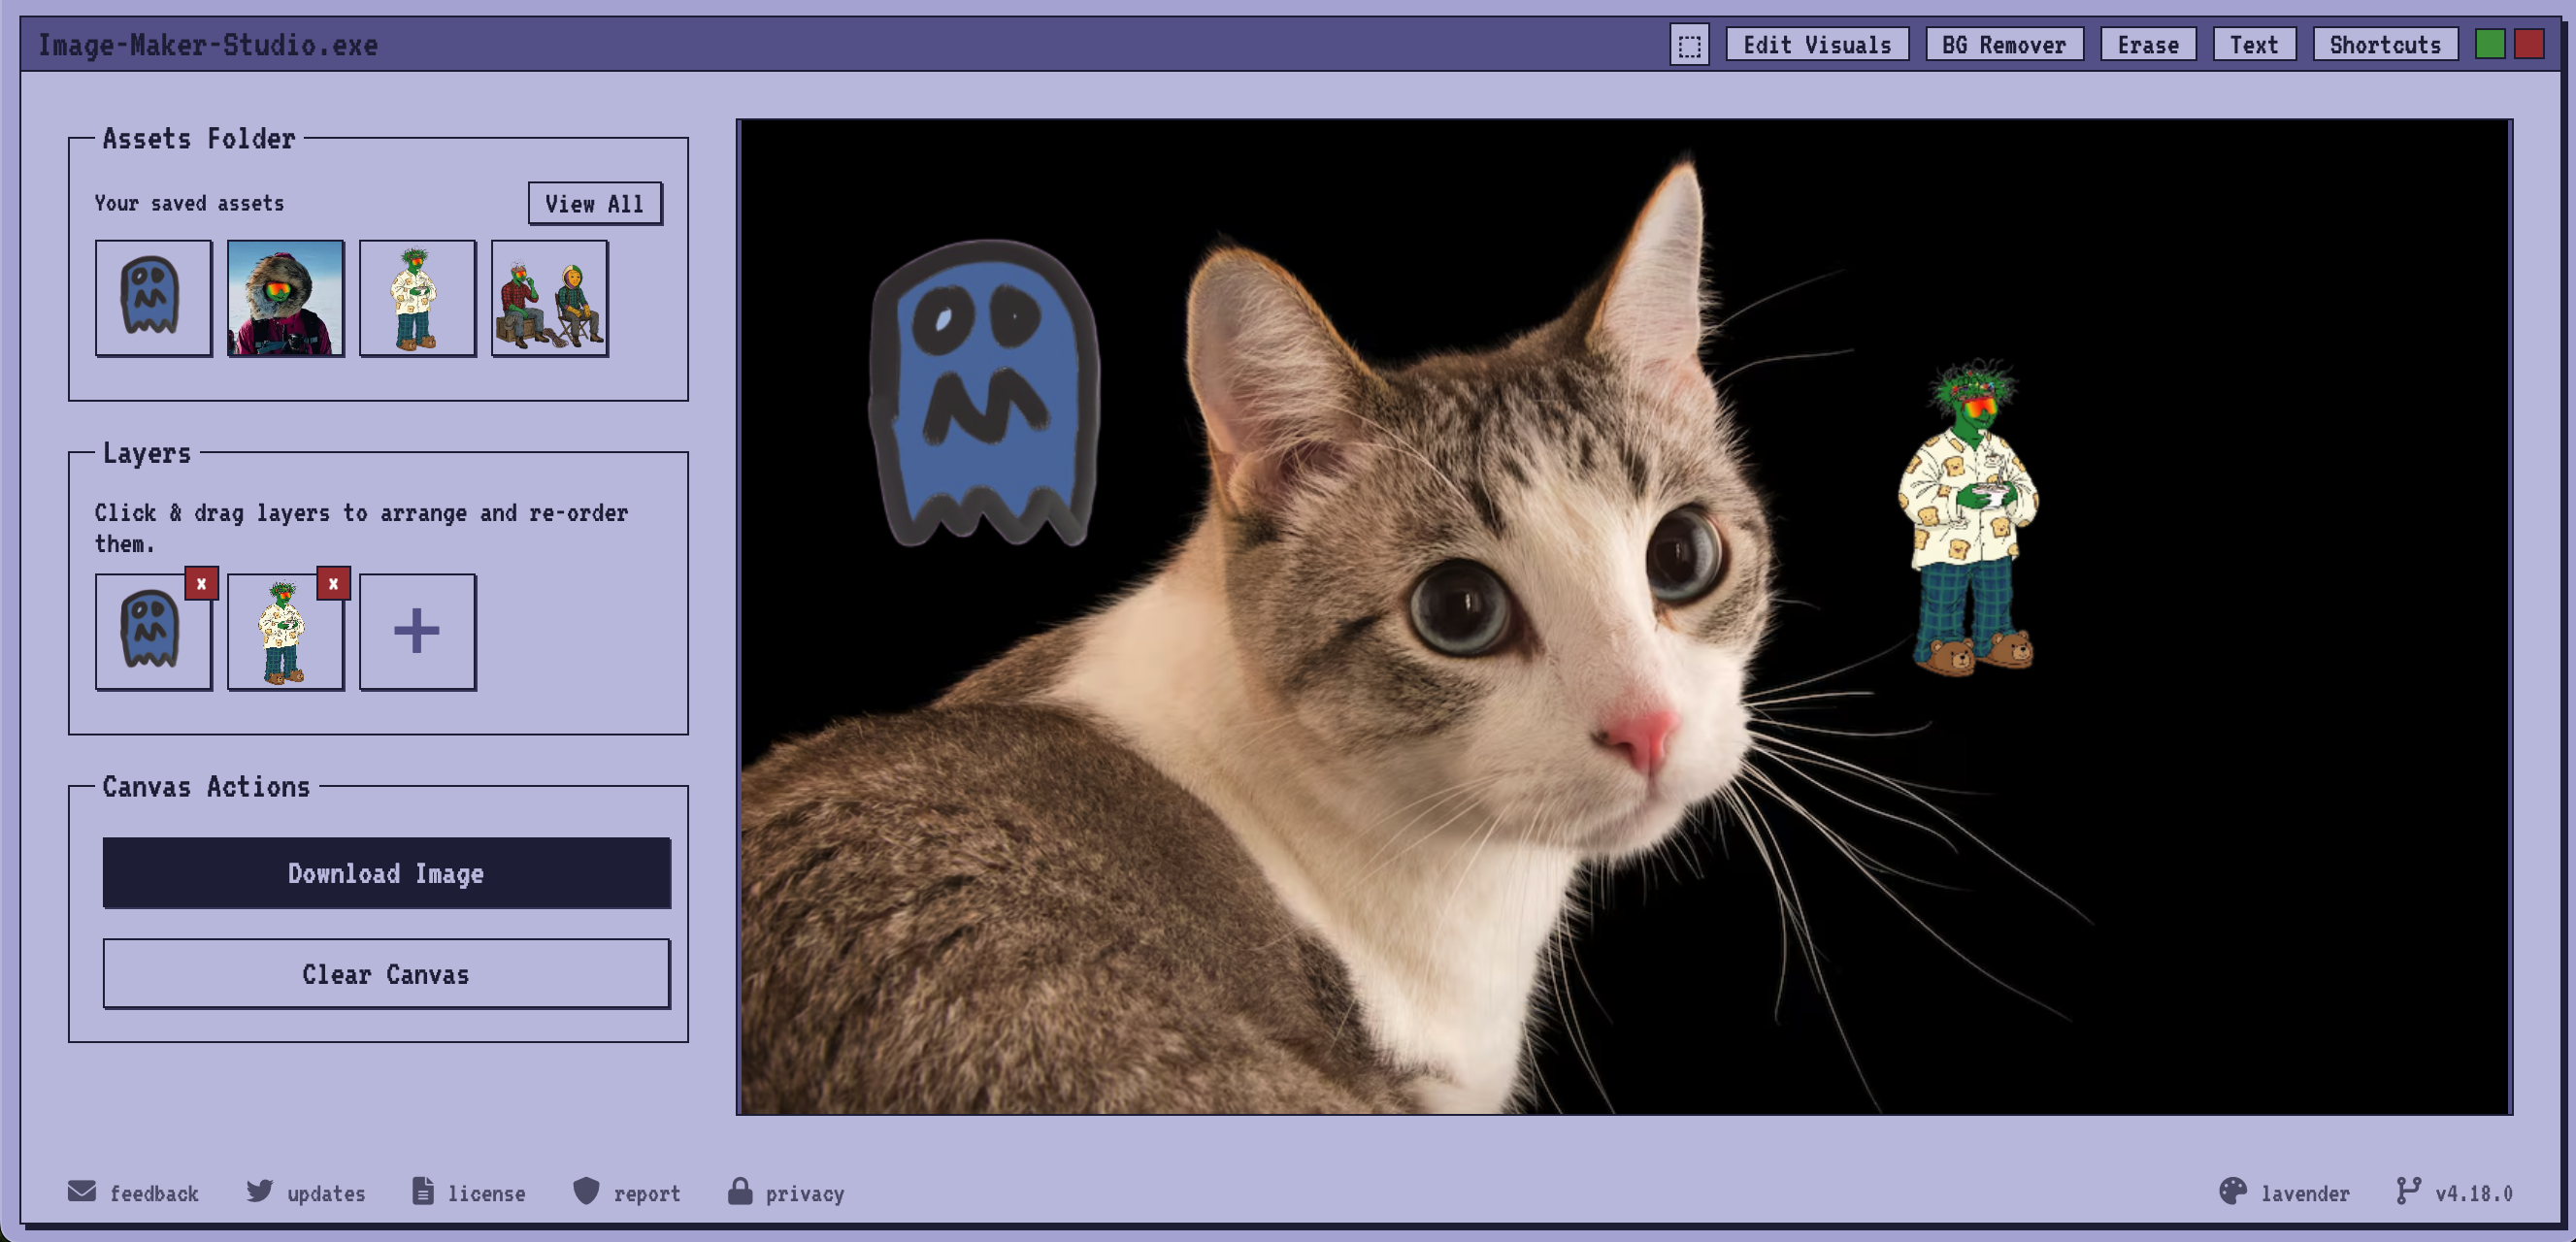 Image-Maker-Studio.exe
Edit Visuals
BG Remover
Erase
Text
Shortcuts
Assets Folder
Your saved assets
View All
Layers
Click & drag layers to arrange and re-order
them.
x
x
Canvas Actions
Download Image
Clear Canvas
feedback
updates
license
report
privacy
lavender
v4.18.0